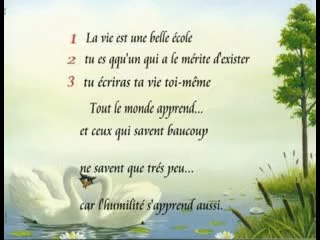 1 La vie est une belle école
2 tu es qqu'un qui a le mérite d'exister
3 tu écriras ta vie toi-même
Tout le monde apprend...
et ceux qui savent baucoup
ne savent que trés peu...
car l'humilité s'apprend aussi.